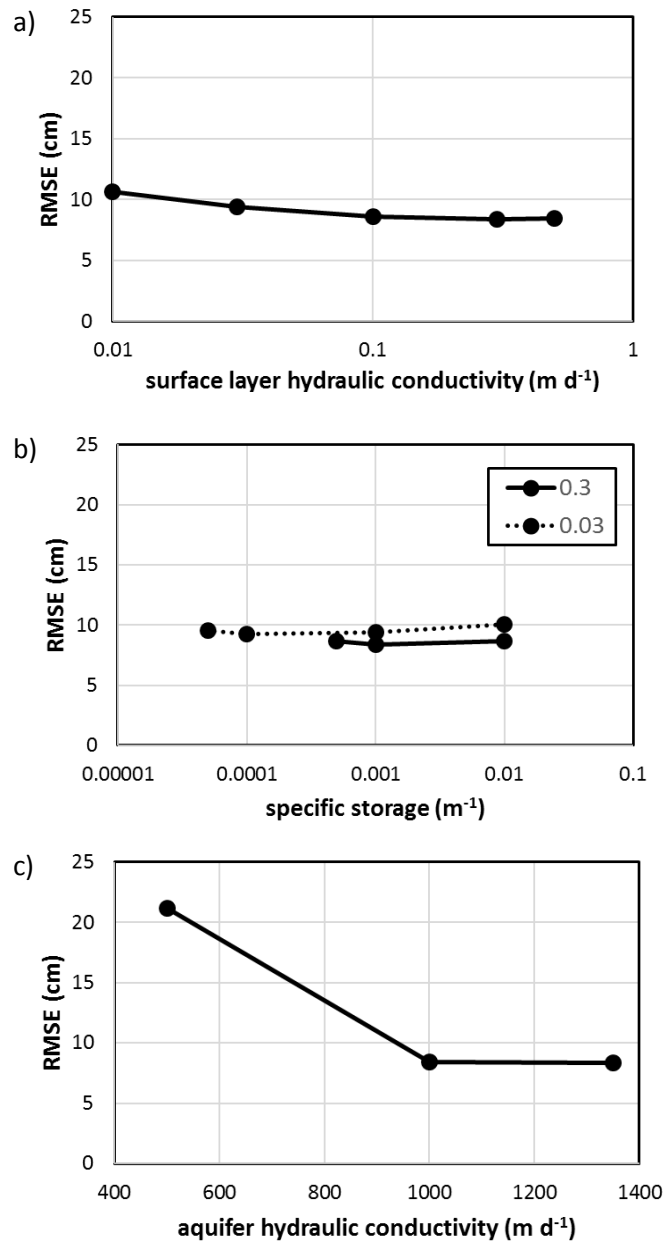 a)
25
20
15
10
5
0
RMSE (cm)
0.01 0.1 1
surface layer hydraulic conductivity (m d⁻¹)
b)
25
20
15
10
5
0
RMSE (cm)
0.3
0.03
0.00001 0.0001 0.001 0.01 0.1
specific storage (m⁻¹)
c)
25
20
15
10
5
0
RMSE (cm)
400 600 800 1000 1200 1400
aquifer hydraulic conductivity (m d⁻¹)